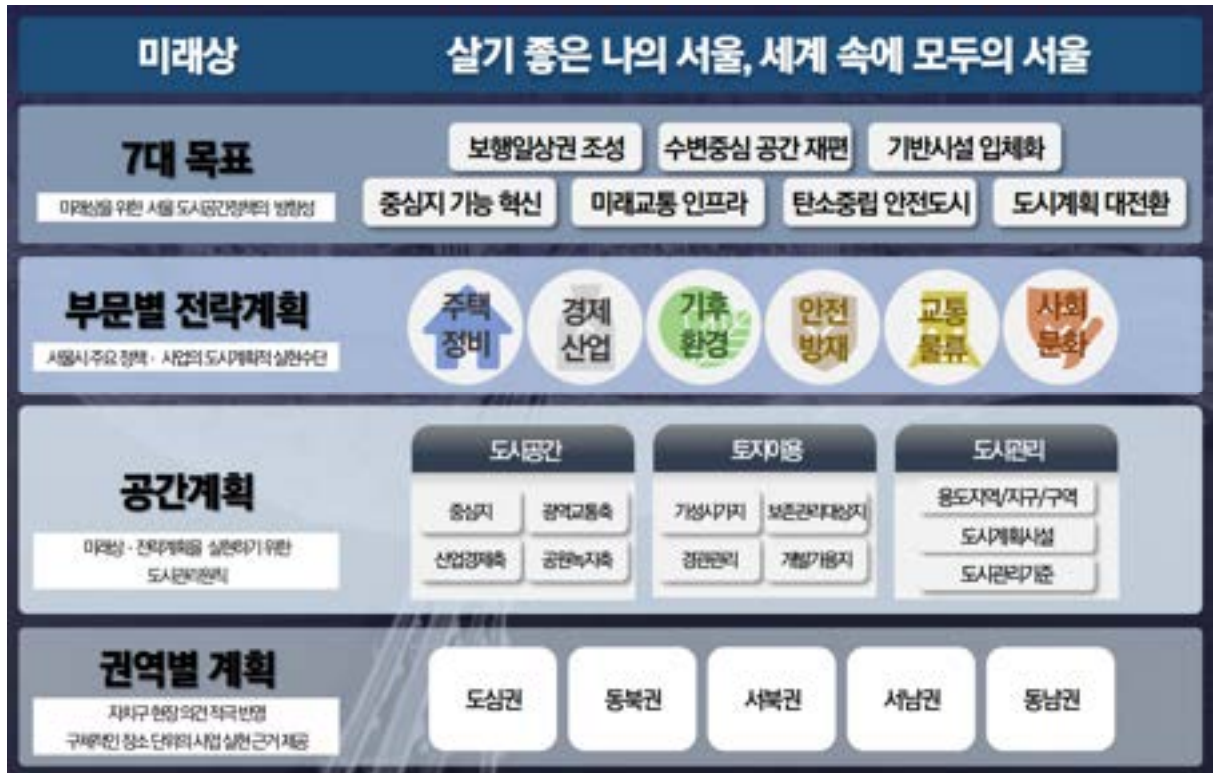 미래상
살기 좋은 나의 서울, 세계 속에 모두의 서울
7대 목표
미래상을 위한 서울 도시공간정책의 방향성
보행일상권 조성
수변중심 공간 재편
기반시설 입체화
중심지 기능 혁신
미래교통 인프라
탄소중립 안전도시
도시계획 대전환
부문별 전략계획
서울시 주요 정책· 사업의 도시계획적 실현수단
주택
정비
경제
산업
기후
환경
안전
방재
교통
물류
사회
문화
공간계획
미래상·전략계획을 실현하기 위한
도시관리원칙
도시공간
중심지
광역교통축
산업경제축
공원녹지축
토지이용
기성시가지
보존관리대상지
경관관리
개발가용지
도시관리
용도지역/지구/구역
도시계획시설
도시관리기준
권역별 계획
자치구 현장 의견 적극 반영
구체적인 장소 단위의 사업 실현 근거 제공
도심권
동북권
서북권
서남권
동남권